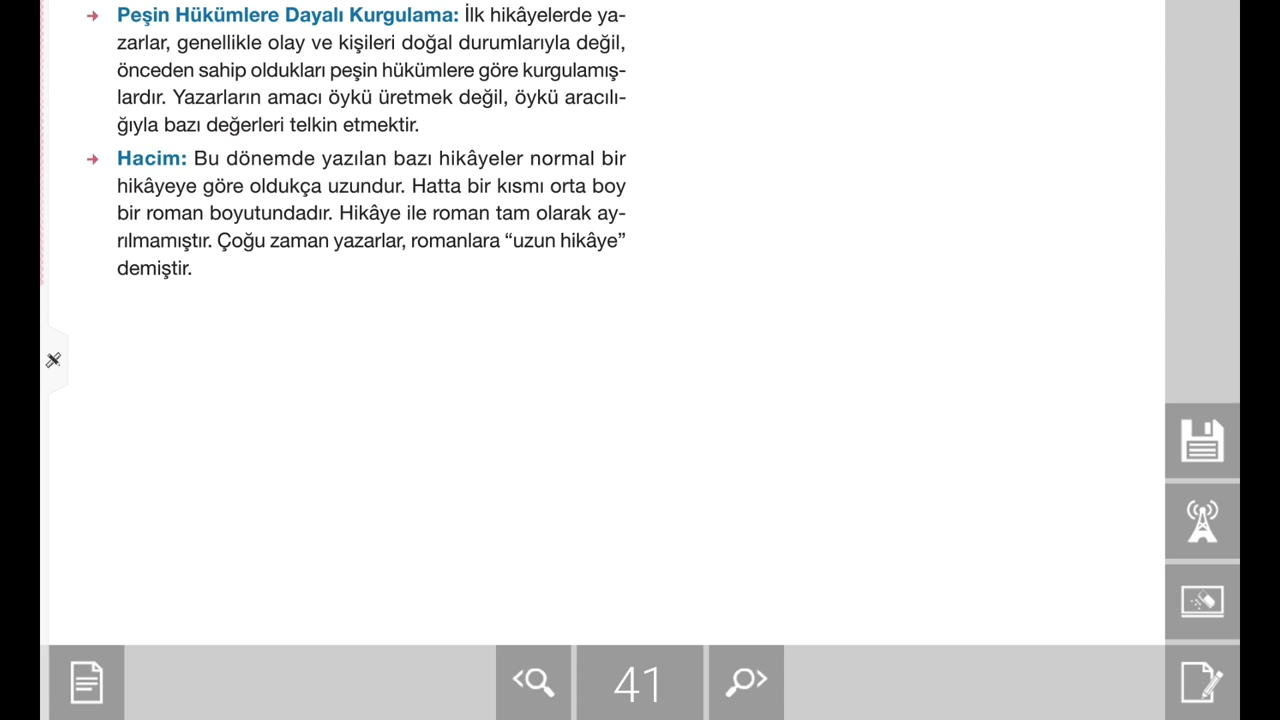 Peşin Hükümlere Dayalı Kurgulama: İlk hikâyelerde ya-
zarlar, genellikle olay ve kişileri doğal durumlarıyla değil,
önceden sahip oldukları peşin hükümlere göre kurgulamış-
lardır. Yazarların amacı öykü üretmek değil, öykü aracılı-
ğıyla bazı değerleri telkin etmektir.
Hacim: Bu dönemde yazılan bazı hikâyeler normal bir
hikâyeye göre oldukça uzundur. Hatta bir kısmı orta boy
bir roman boyutundadır. Hikâye ile roman tam olarak ay-
rılmamıştır. Çoğu zaman yazarlar, romanlara “uzun hikâye”
demiştir.
41